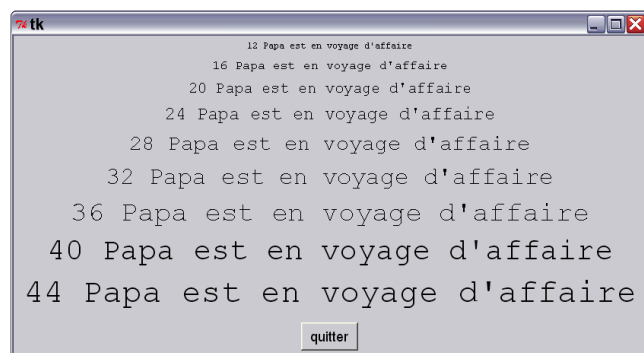 tk
12 Papa est en voyage d'affaire
16 Papa est en voyage d'affaire
20 Papa est en voyage d'affaire
24 Papa est en voyage d'affaire
28 Papa est en voyage d'affaire
32 Papa est en voyage d'affaire
36 Papa est en voyage d'affaire
40 Papa est en voyage d'affaire
44 Papa est en voyage d'affaire
quitter